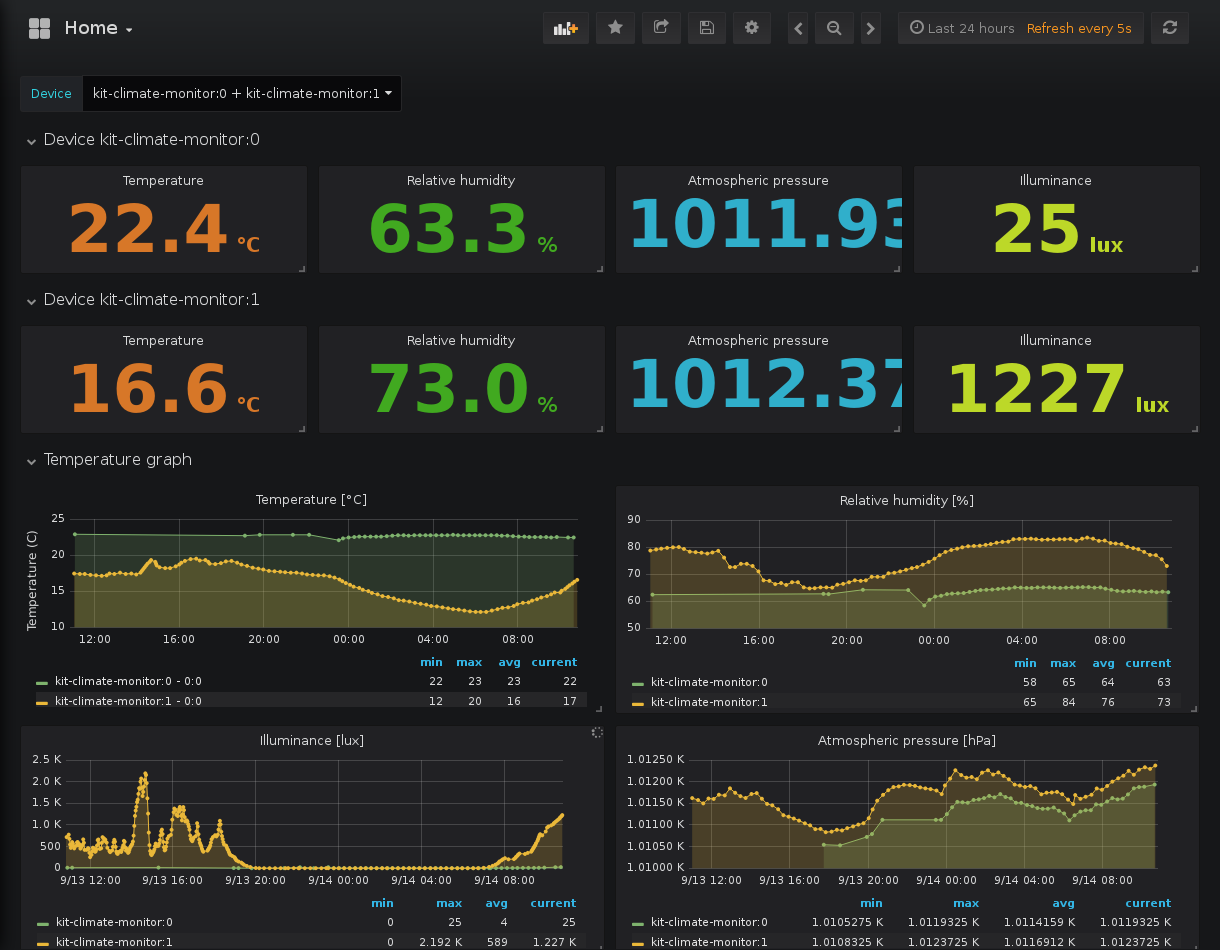 Home
Last 24 hours Refresh every 5s
Device kit-climate-monitor:0 + kit-climate-monitor:1
Device kit-climate-monitor:0
Temperature Relative humidity Atmospheric pressure Illuminance
22.4 °C 63.3 % 1011.93 25 lux
Device kit-climate-monitor:1
Temperature Relative humidity Atmospheric pressure Illuminance
16.6 °C 73.0 % 1012.37 1227 lux
Temperature graph
Temperature [°C]
Temperature (C)
25
20
15
10
12:00 16:00 20:00 00:00 04:00 08:00
min max avg current
kit-climate-monitor:0 - 0:0 22 23 23 22
kit-climate-monitor:1 - 0:0 12 20 16 17
Relative humidity [%]
90
80
70
60
50
12:00 16:00 20:00 00:00 04:00 08:00
min max avg current
kit-climate-monitor:0 58 65 64 63
kit-climate-monitor:1 65 84 76 73
Illuminance [lux]
2.5 K
2.0 K
1.5 K
1.0 K
500
0
9/13 12:00 9/13 16:00 9/13 20:00 9/14 00:00 9/14 04:00 9/14 08:00
min max avg current
kit-climate-monitor:0 0 25 4 25
kit-climate-monitor:1 0 2.192 K 589 1.227 K
Atmospheric pressure [hPa]
1.01250 K
1.01200 K
1.01150 K
1.01100 K
1.01050 K
1.01000 K
9/13 12:00 9/13 16:00 9/13 20:00 9/14 00:00 9/14 04:00 9/14 08:00
min max avg current
kit-climate-monitor:0 1.0105275 K 1.0119325 K 1.0114159 K 1.0119325 K
kit-climate-monitor:1 1.0108325 K 1.0123725 K 1.0116912 K 1.0123725 K